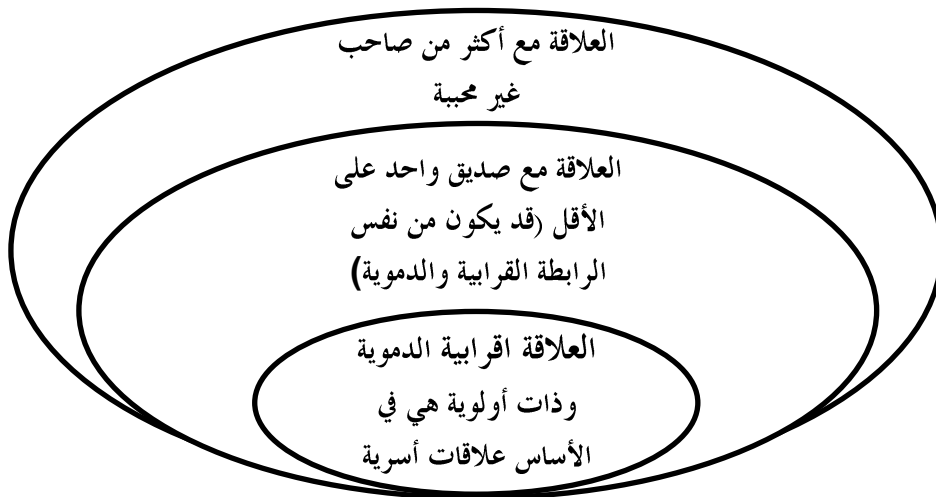 العلاقة مع أكثر من صاحب
غير محببة
العلاقة مع صديق واحد على
الأقل (قد يكون من نفس
الرابطة القرابية والدموية)
العلاقة اقرابية الدموية
وذات أولوية هي في
الأساس علاقات أسرية